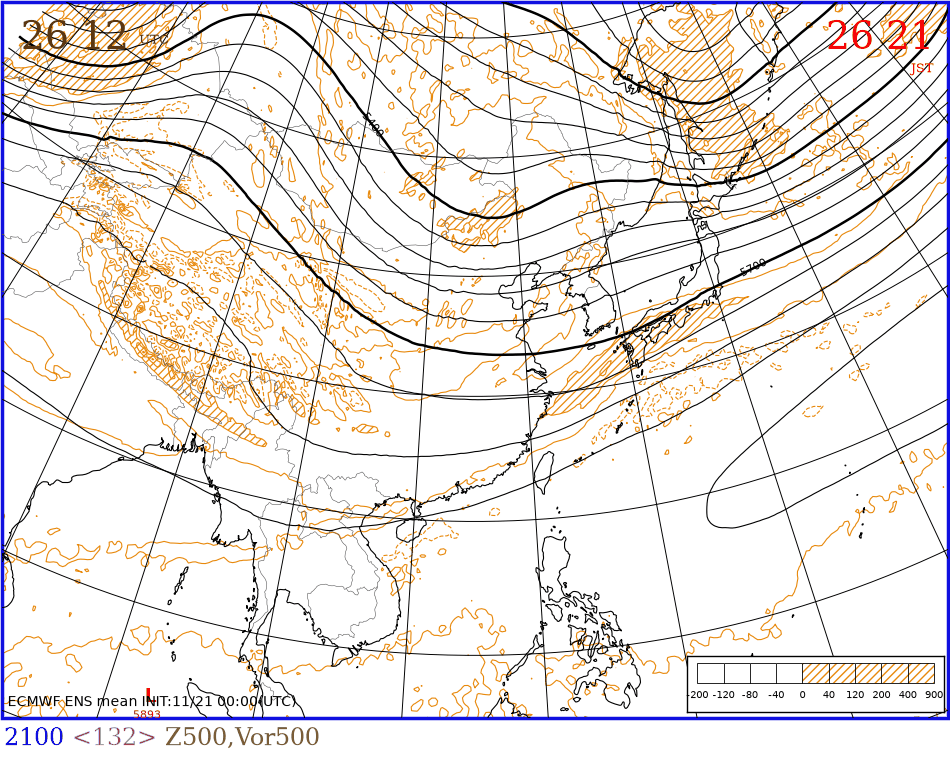 26 12 UTC
26 21
JST
5400
5700
-200 -120 -80 -40 0 40 120 200 400 900
ECMWF ENS mean INIT:11/21 00:00(UTC)
L
5893
2100 <132> Z500,Vor500